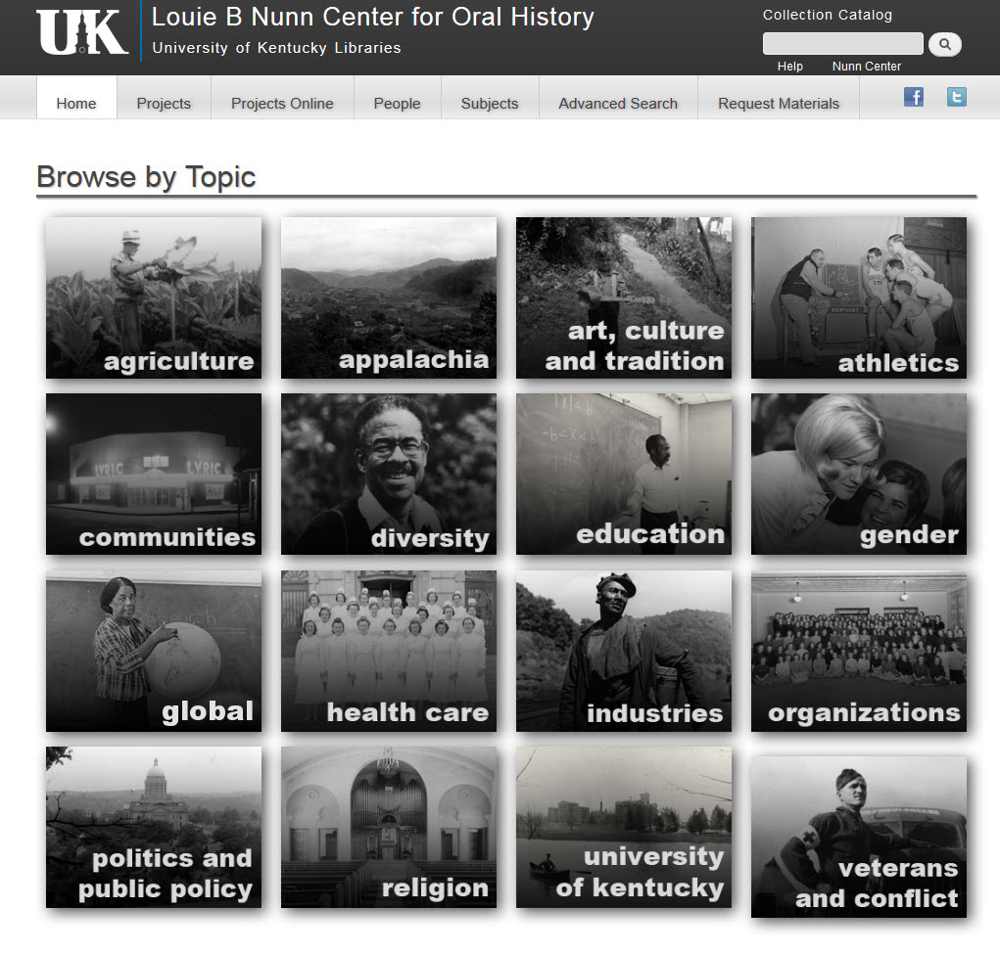 UK
Louie B Nunn Center for Oral History
University of Kentucky Libraries
Collection Catalog
Help Nunn Center
Home Projects Projects Online People Subjects Advanced Search Request Materials
f t
Browse by Topic
agriculture
appalachia
art, culture
and tradition
KENTUCKY
athletics
LYRIC LYRIC
communities
diversity
education
gender
global
health care
industries
organizations
politics and
public policy
religion
university
of kentucky
veterans
and conflict